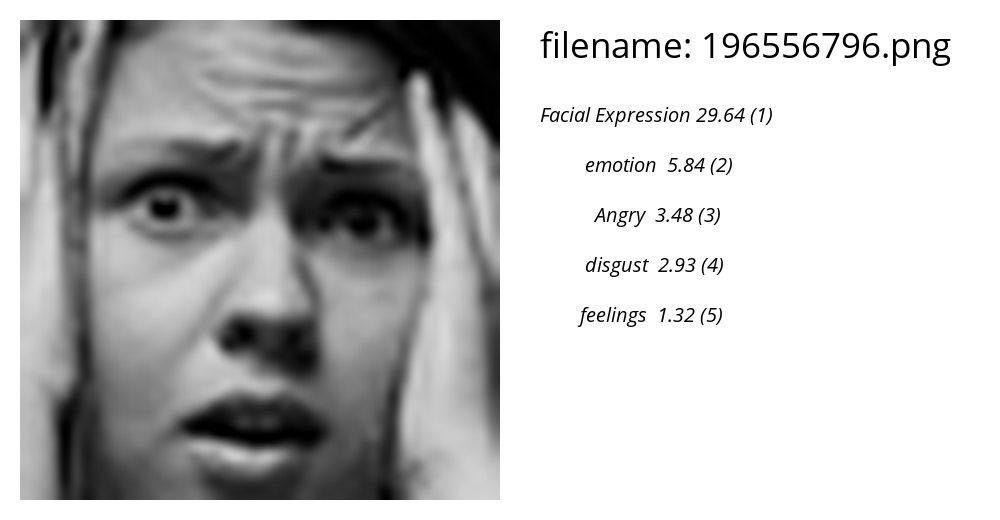 filename: 196556796.png
Facial Expression 29.64 (1)
emotion 5.84 (2)
Angry 3.48 (3)
disgust 2.93 (4)
feelings 1.32 (5)